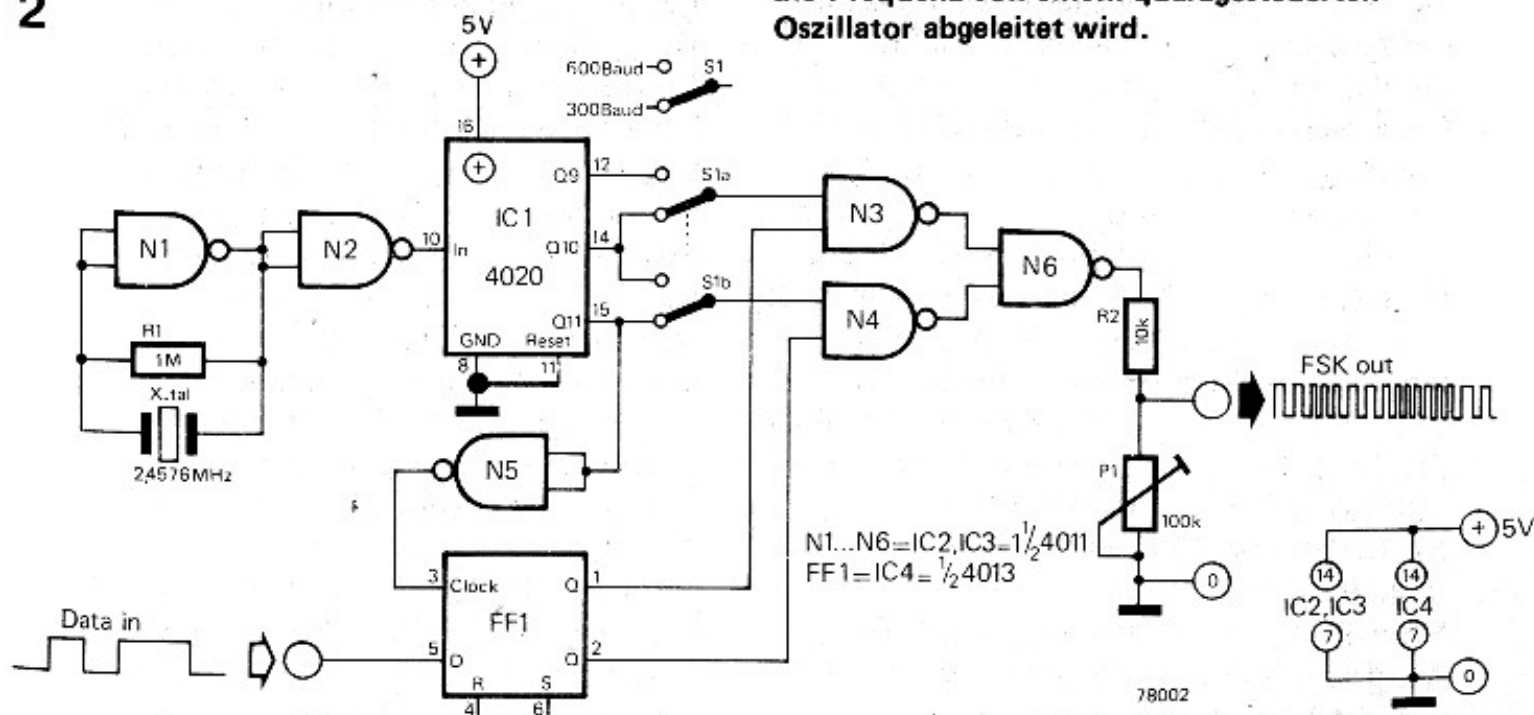 2
Oszillator abgeleitet wird.
5V
+
600Baud
S1
300Baud
16
+
Q9
12
S1a
IC1
N3
N1
N2
10
In
Q10
14
4020
N6
S1b
Q11
15
N4
R2
10k
R1
1M
GND
Reset
8
11
FSK out
X_tal
2,4576MHz
N5
P1
100k
N1...N6=IC2,IC3=1½4011
FF1=IC4=½4013
+ 5V
14
14
0
IC2,IC3
IC4
7
7
3
Clock
Q
1
Data in
FF1
5
D
Q
2
0
R
S
4
6
78002